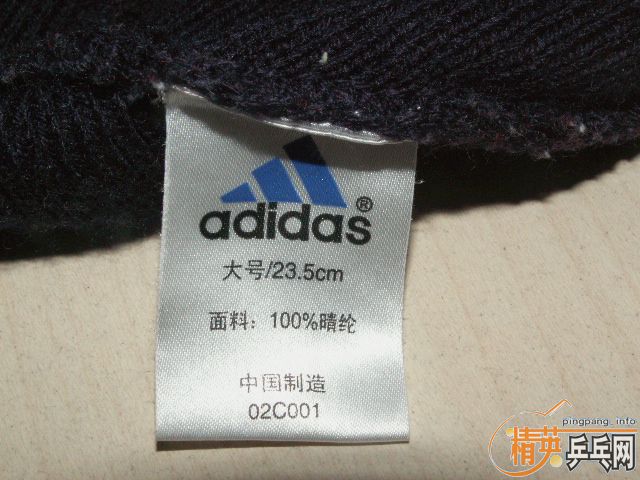 adidas®
大号/23.5cm
面料：100%晴纶
中国制造
02C001
pingpang_info
精英乒乓网